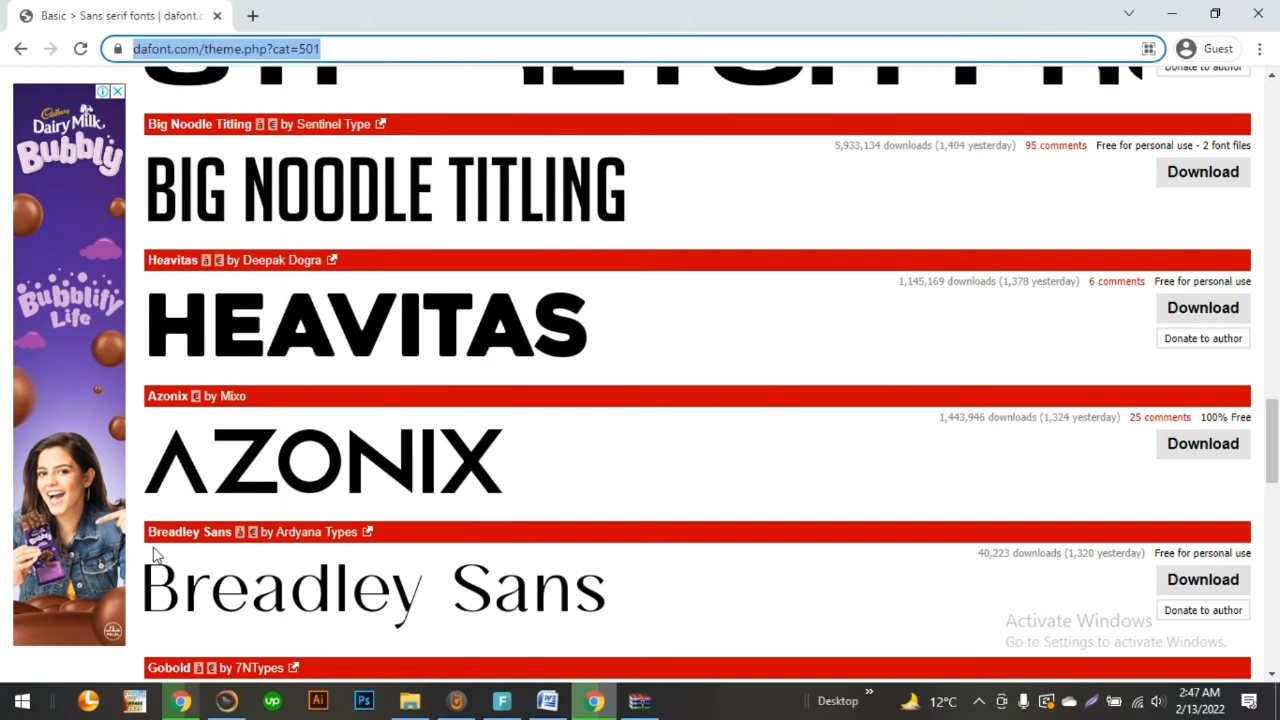 Basic > Sans serif fonts | dafont.c
dafont.com/theme.php?cat=501
Guest
Donate to author
Big Noodle Titling à € by Sentinel Type
5,933,134 downloads (1,404 yesterday) 95 comments Free for personal use - 2 font files
BIG NOODLE TITLING
Download
Heavitas à € by Deepak Dogra
1,145,169 downloads (1,378 yesterday) 6 comments Free for personal use
HEAVITAS
Download
Donate to author
Azonix € by Mixo
1,443,946 downloads (1,324 yesterday) 25 comments 100% Free
AZONIX
Download
Breadley Sans à € by Ardyana Types
40,223 downloads (1,320 yesterday) Free for personal use
Breadley Sans
Download
Donate to author
Gobold à € by 7NTypes
Cadbury
Dairy Milk
Bubbly
Bubblify
Life
Activate Windows
Go to Settings to activate Windows.
up
Ai
Ps
F
Desktop
12°C
2:47 AM
2/13/2022